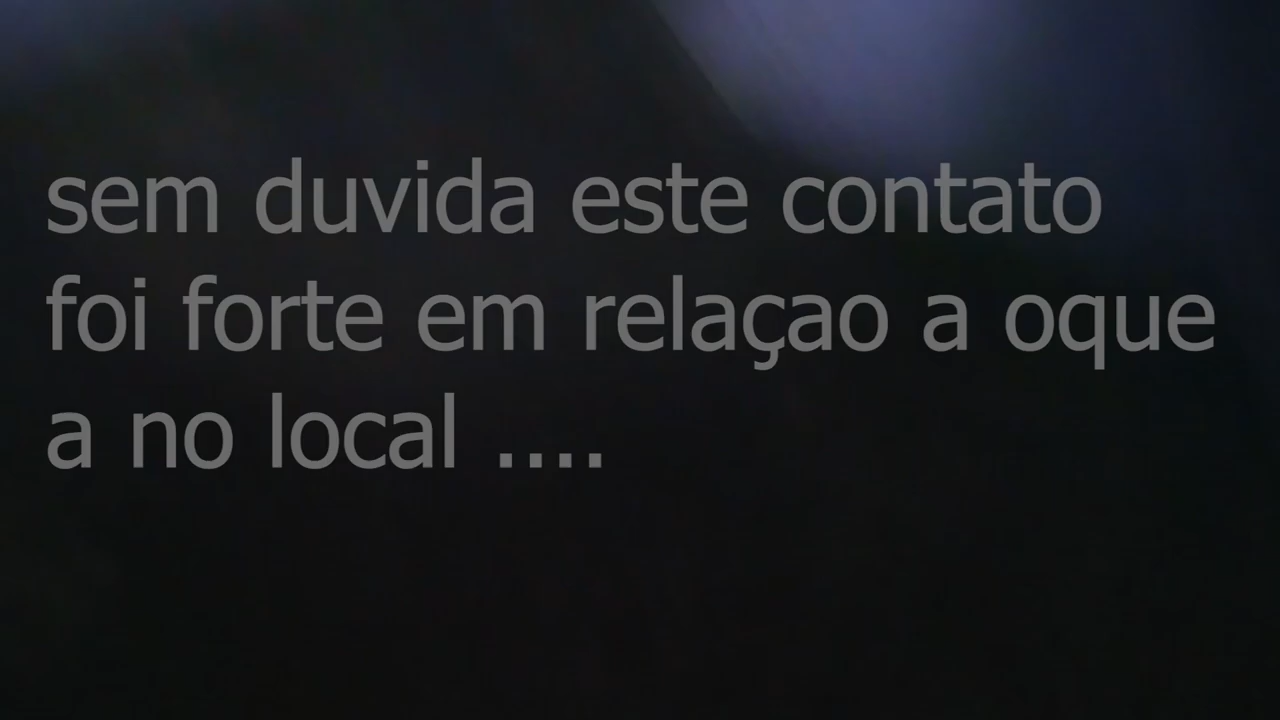 sem duvida este contato
foi forte em relaçao a oque
a no local ....